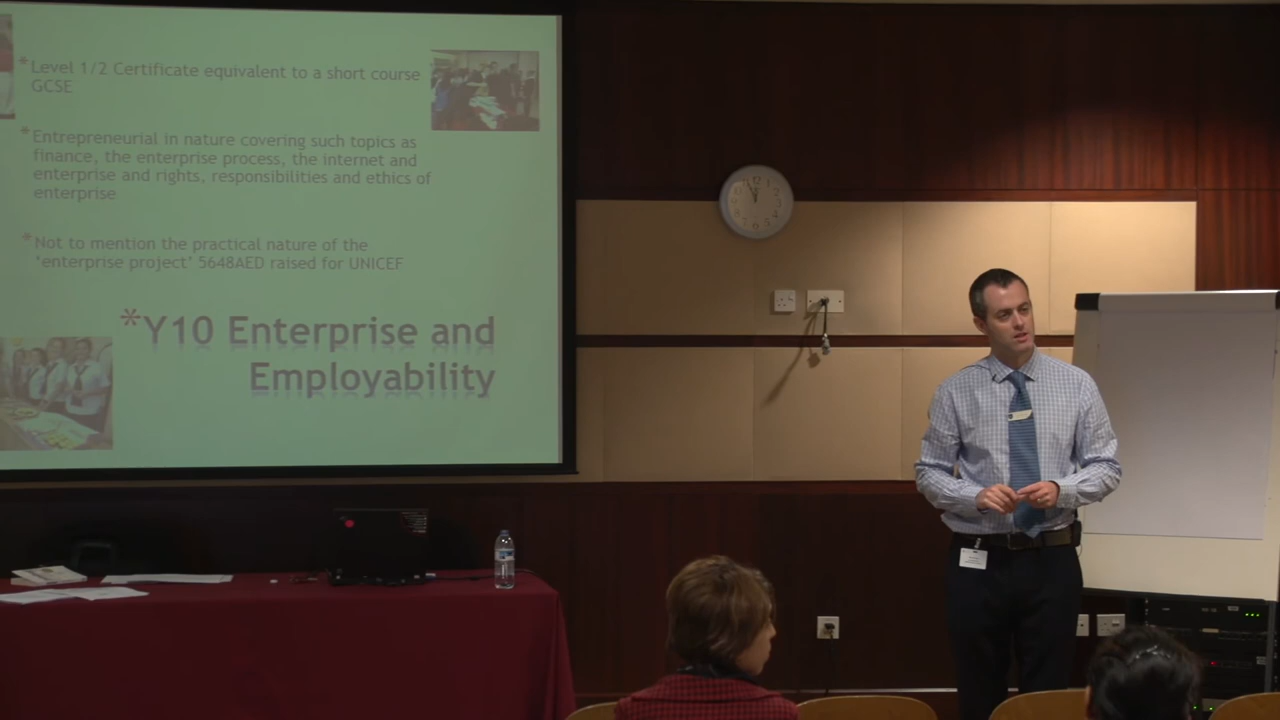 *Level 1/2 Certificate equivalent to a short course
GCSE
*Entrepreneurial in nature covering such topics as
finance, the enterprise process, the internet and
enterprise and rights, responsibilities and ethics of
enterprise
*Not to mention the practical nature of the
‘enterprise project’ 5648AED raised for UNICEF
*Y10 Enterprise and
Employability